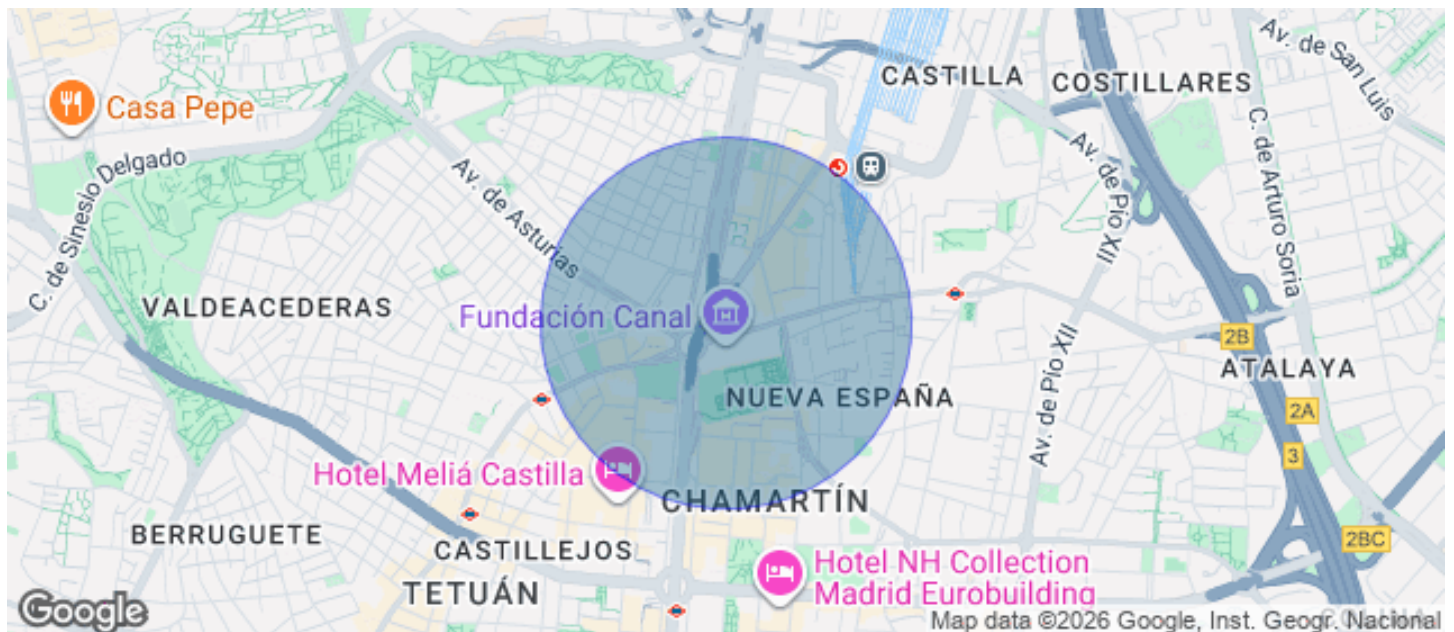 CASTILLA
COSTILLARES
Av. de San Luis
Casa Pepe
C. de Sinesio Delgado
Av. de Asturias
Av. de Pío XII
C. de Arturo Soria
VALDEACEDERAS
Fundación Canal
2B
ATALAYA
NUEVA ESPAÑA
Av. de Pío XII
2A
3
Hotel Meliá Castilla
CHAMARTÍN
BERRUGUETE
CASTILLEJOS
2BC
TETUÁN
Hotel NH Collection
Madrid Eurobuilding
Google
Map data ©2026 Google, Inst. Geogr. Nacional